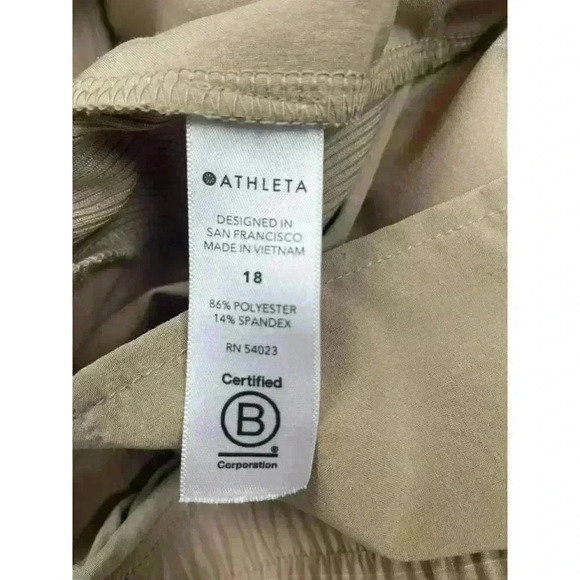 ATHLETA
DESIGNED IN
SAN FRANCISCO
MADE IN VIETNAM
18
86% POLYESTER
14% SPANDEX
RN 54023
Certified
B
®
Corporation